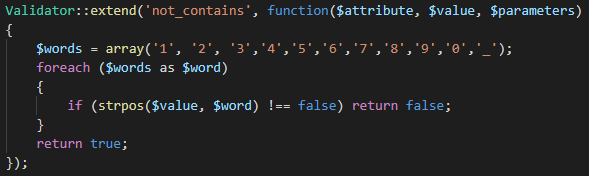 Validator::extend('not_contains', function($attribute, $value, $parameters)
{
    $words = array('1', '2', '3','4','5','6','7','8','9','0','_');
    foreach ($words as $word)
    {
        if (strpos($value, $word) !== false) return false;
    }
    return true;
});